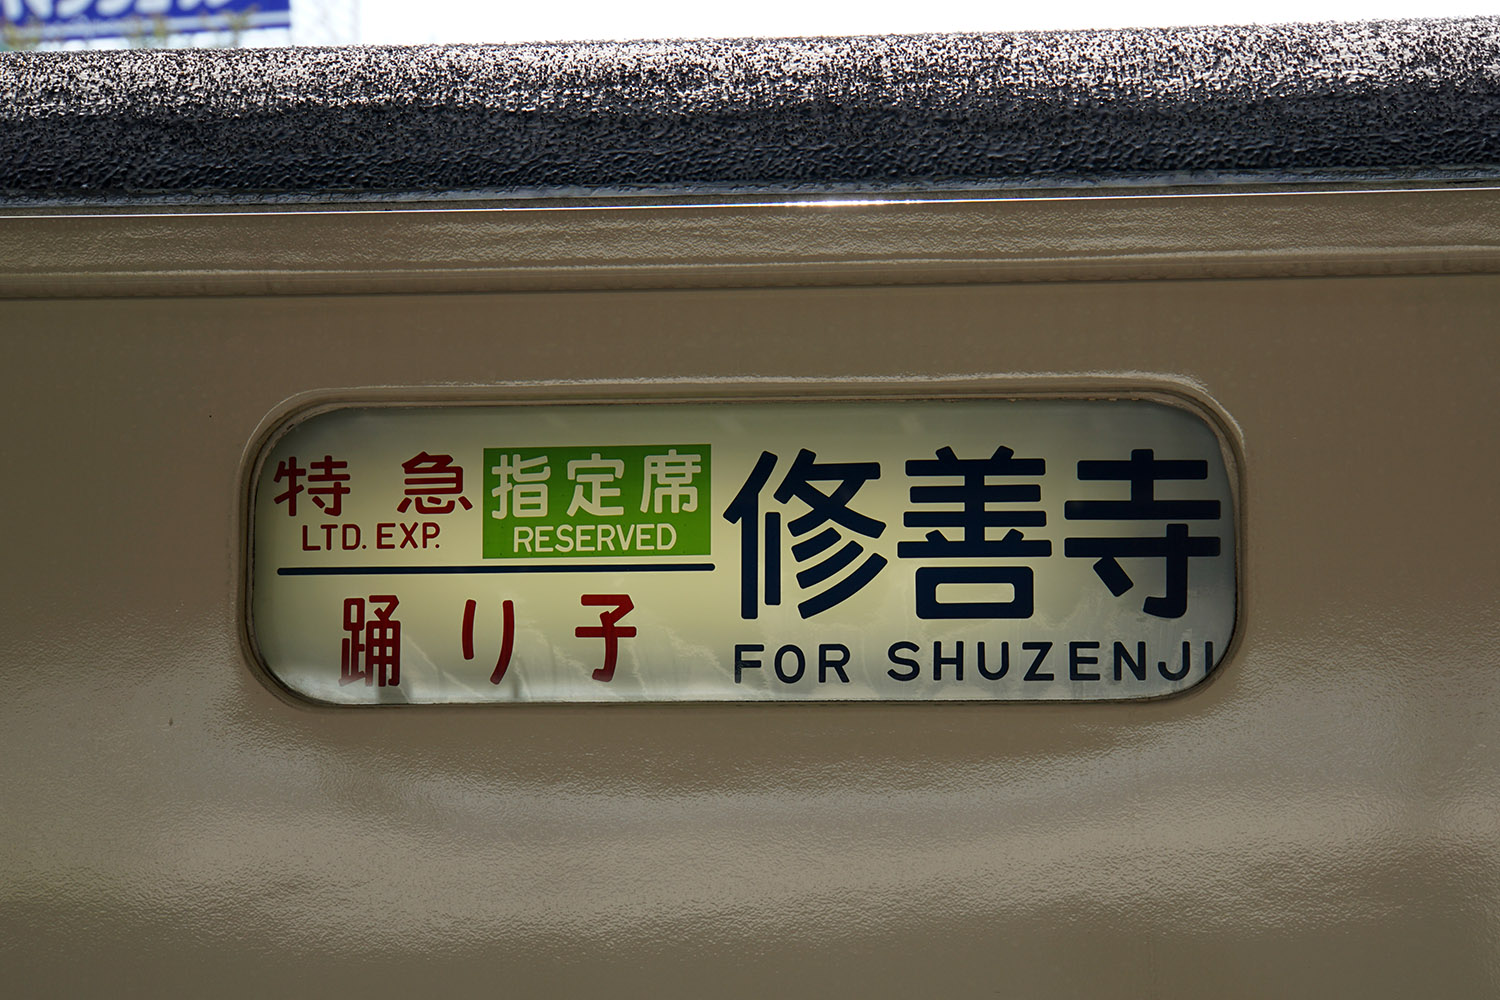 特急 指定席
LTD. EXP. RESERVED
踊り子
修善寺
FOR SHUZENJI